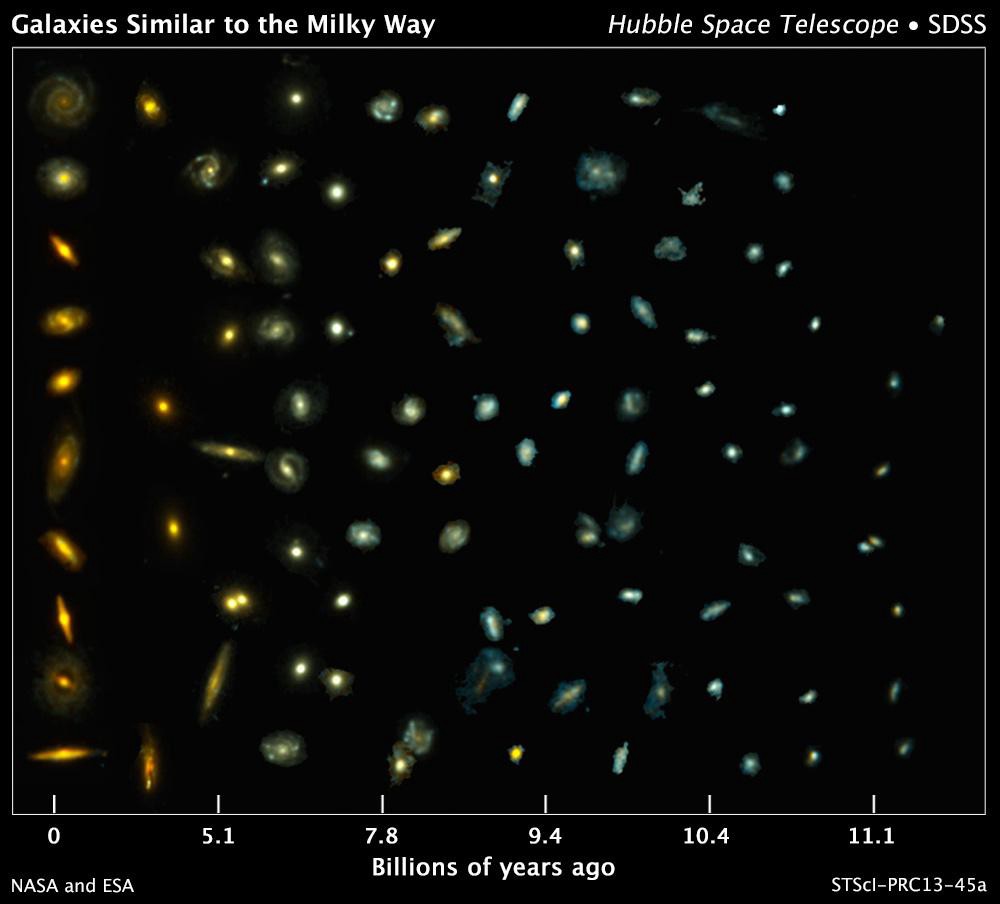 Galaxies Similar to the Milky Way
Hubble Space Telescope • SDSS
0 5.1 7.8 9.4 10.4 11.1
Billions of years ago
NASA and ESA
STScI-PRC13-45a